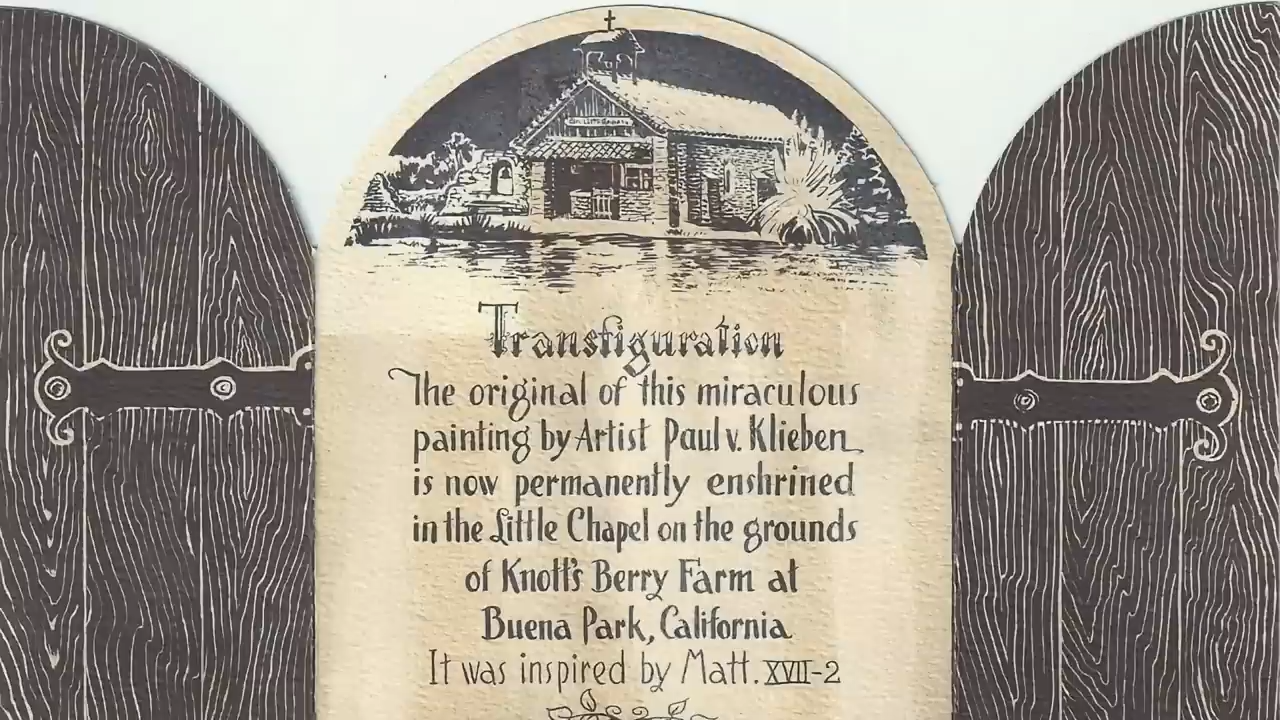 Transfiguration
The original of this miraculous
painting by Artist Paul v. Klieben
is now permanently enshrined
in the Little Chapel on the grounds
of Knott's Berry Farm at
Buena Park, California
It was inspired by Matt. XVII-2